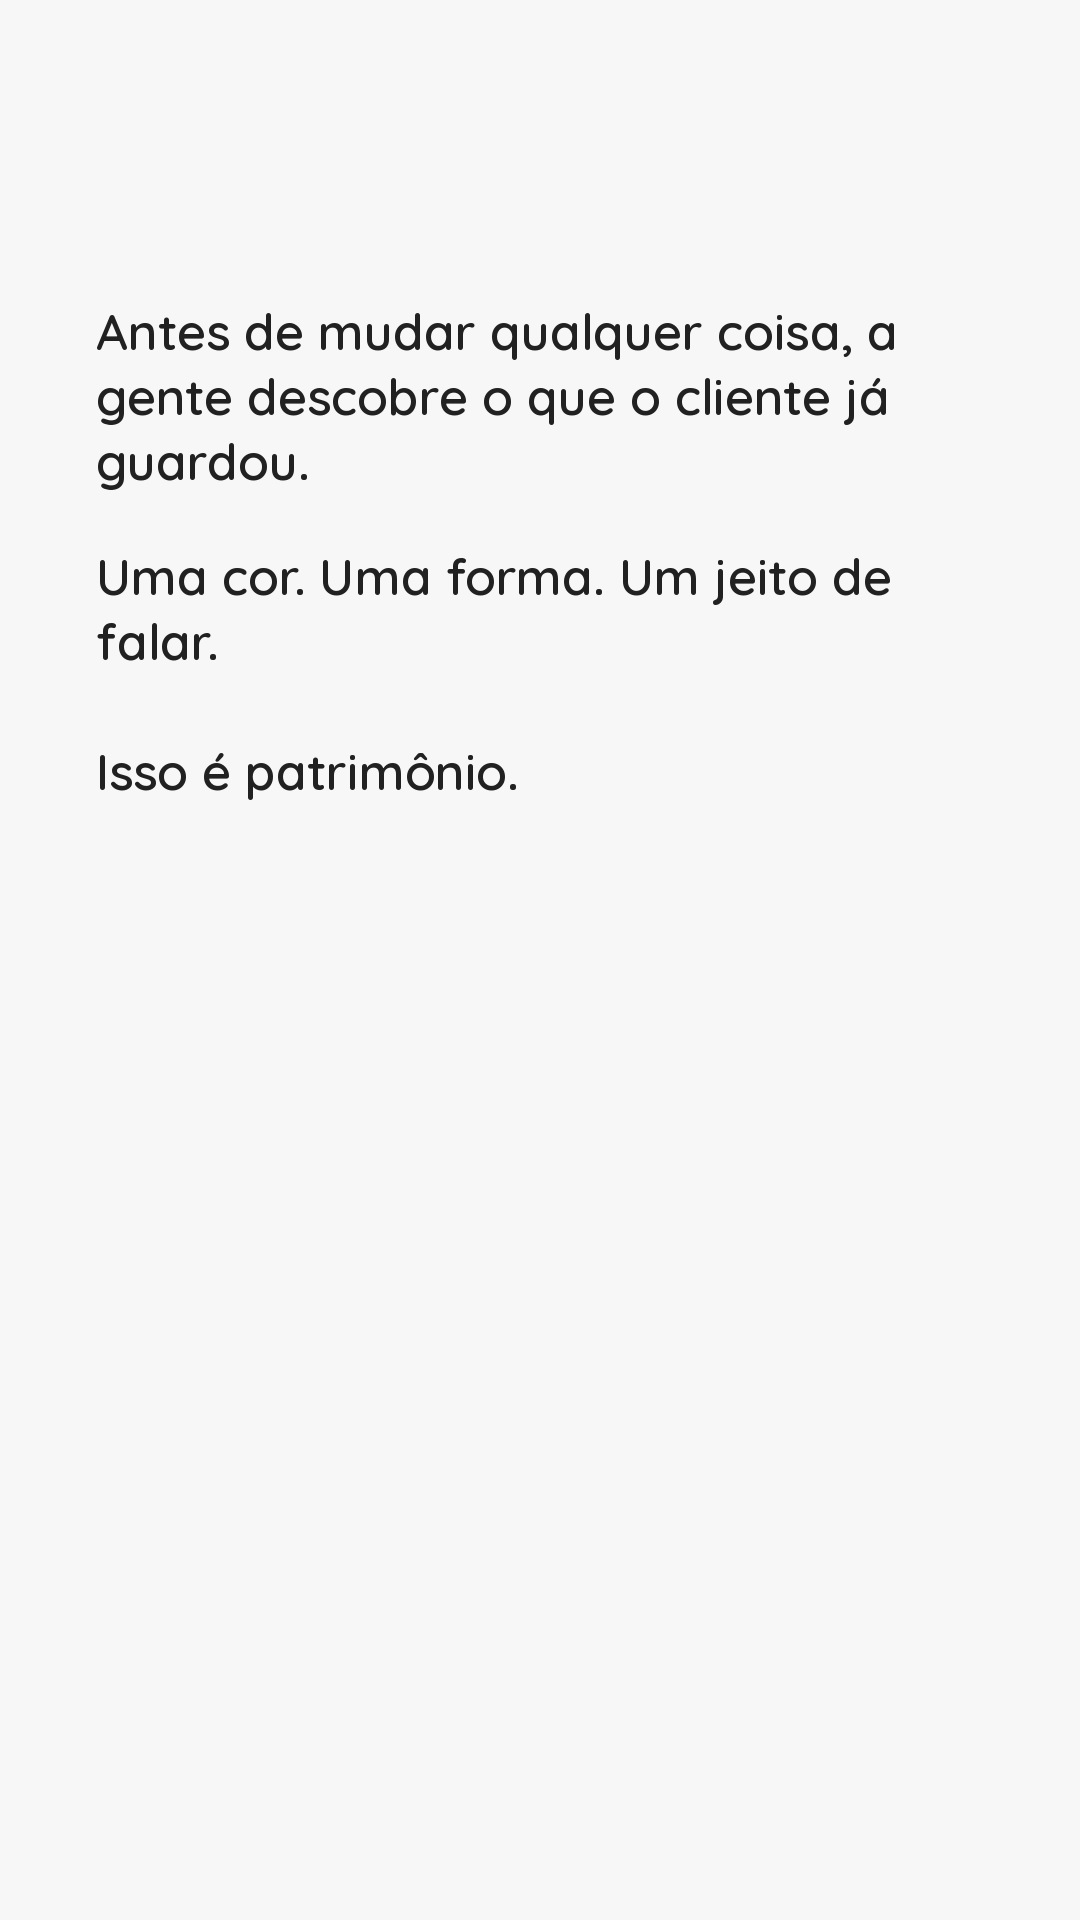 Antes de mudar qualquer coisa, a
gente descobre o que o cliente já
guardou.
Uma cor. Uma forma. Um jeito de
falar.
Isso é patrimônio.